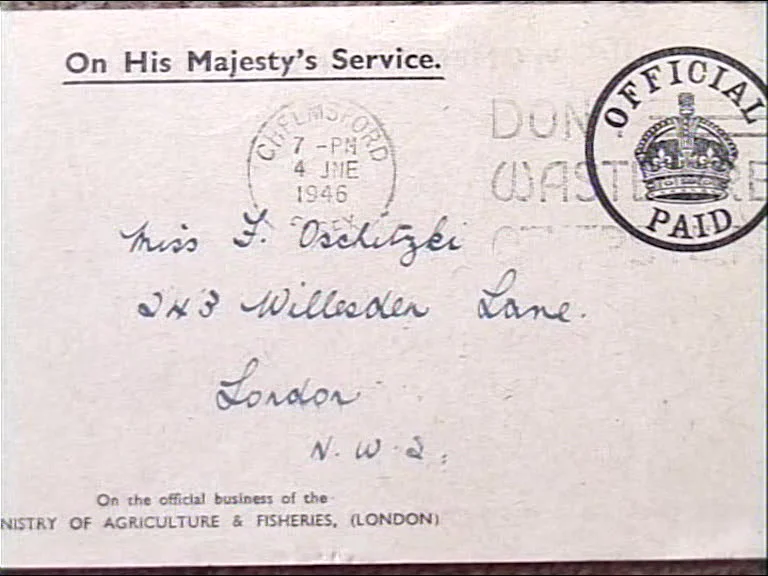 On His Majesty's Service.
OFFICIAL
PAID
CHELMSFORD
7 - PM
4 JNE
1946
DON
WASTE
Miss F. Oschitzki
243 Willesden Lane.
London
N.W.2.
On the official business of the
NISTRY OF AGRICULTURE & FISHERIES, (LONDON)